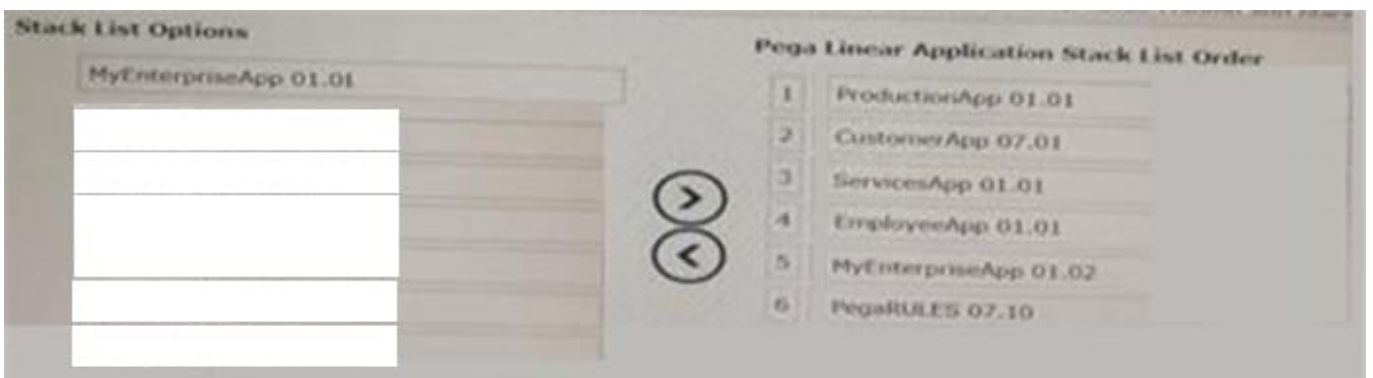 Stack List Options
MyEnterpriseApp 01.01
Pega Linear Application Stack List Order
1 ProductionApp 01.01
2 CustomerApp 07.01
3 ServicesApp 01.01
4 EmployeeApp 01.01
5 MyEnterpriseApp 01.02
6 PegaRULES 07.10